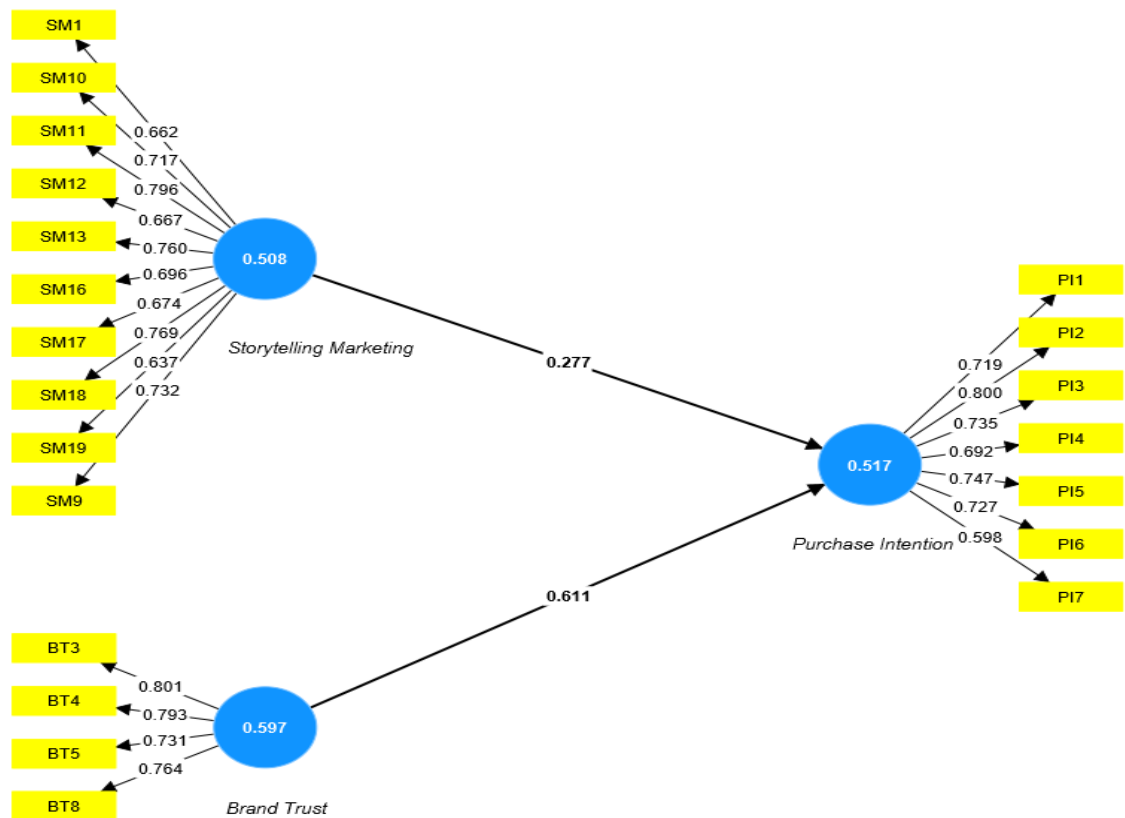 SM1
SM10
SM11
SM12
SM13
SM16
SM17
SM18
SM19
SM9
0.662
0.717
0.796
0.667
0.760
0.696
0.674
0.769
0.637
0.732
0.508
Storytelling Marketing
0.277
BT3
BT4
BT5
BT8
0.801
0.793
0.731
0.764
0.597
Brand Trust
0.611
0.517
Purchase Intention
0.719
0.800
0.735
0.692
0.747
0.727
0.598
PI1
PI2
PI3
PI4
PI5
PI6
PI7